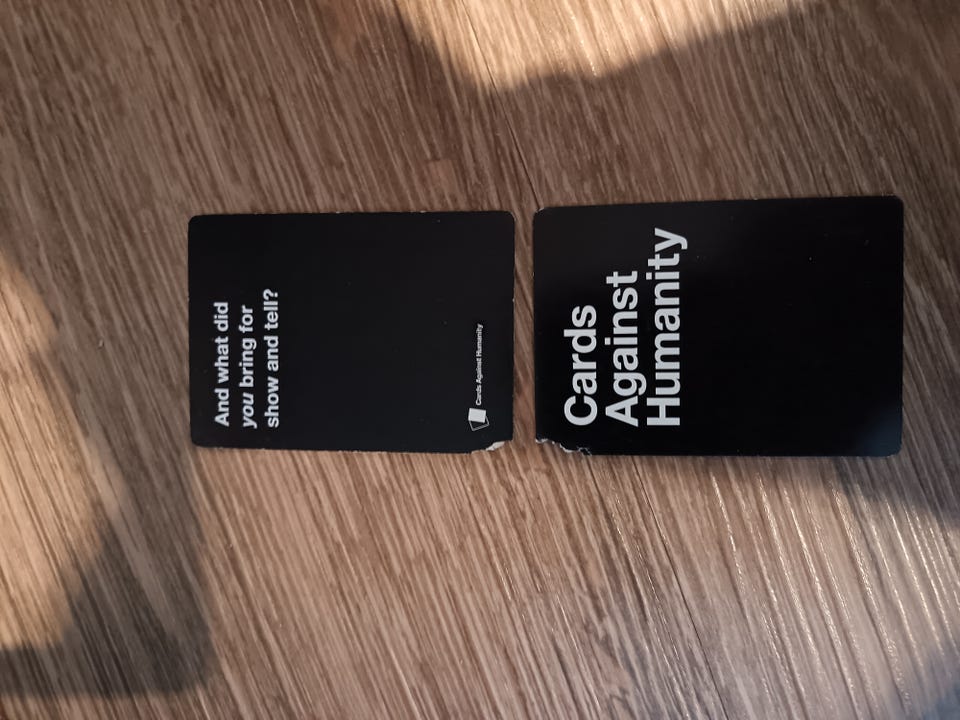 And what did
you bring for
show and tell?
Cards Against Humanity
Cards
Against
Humanity